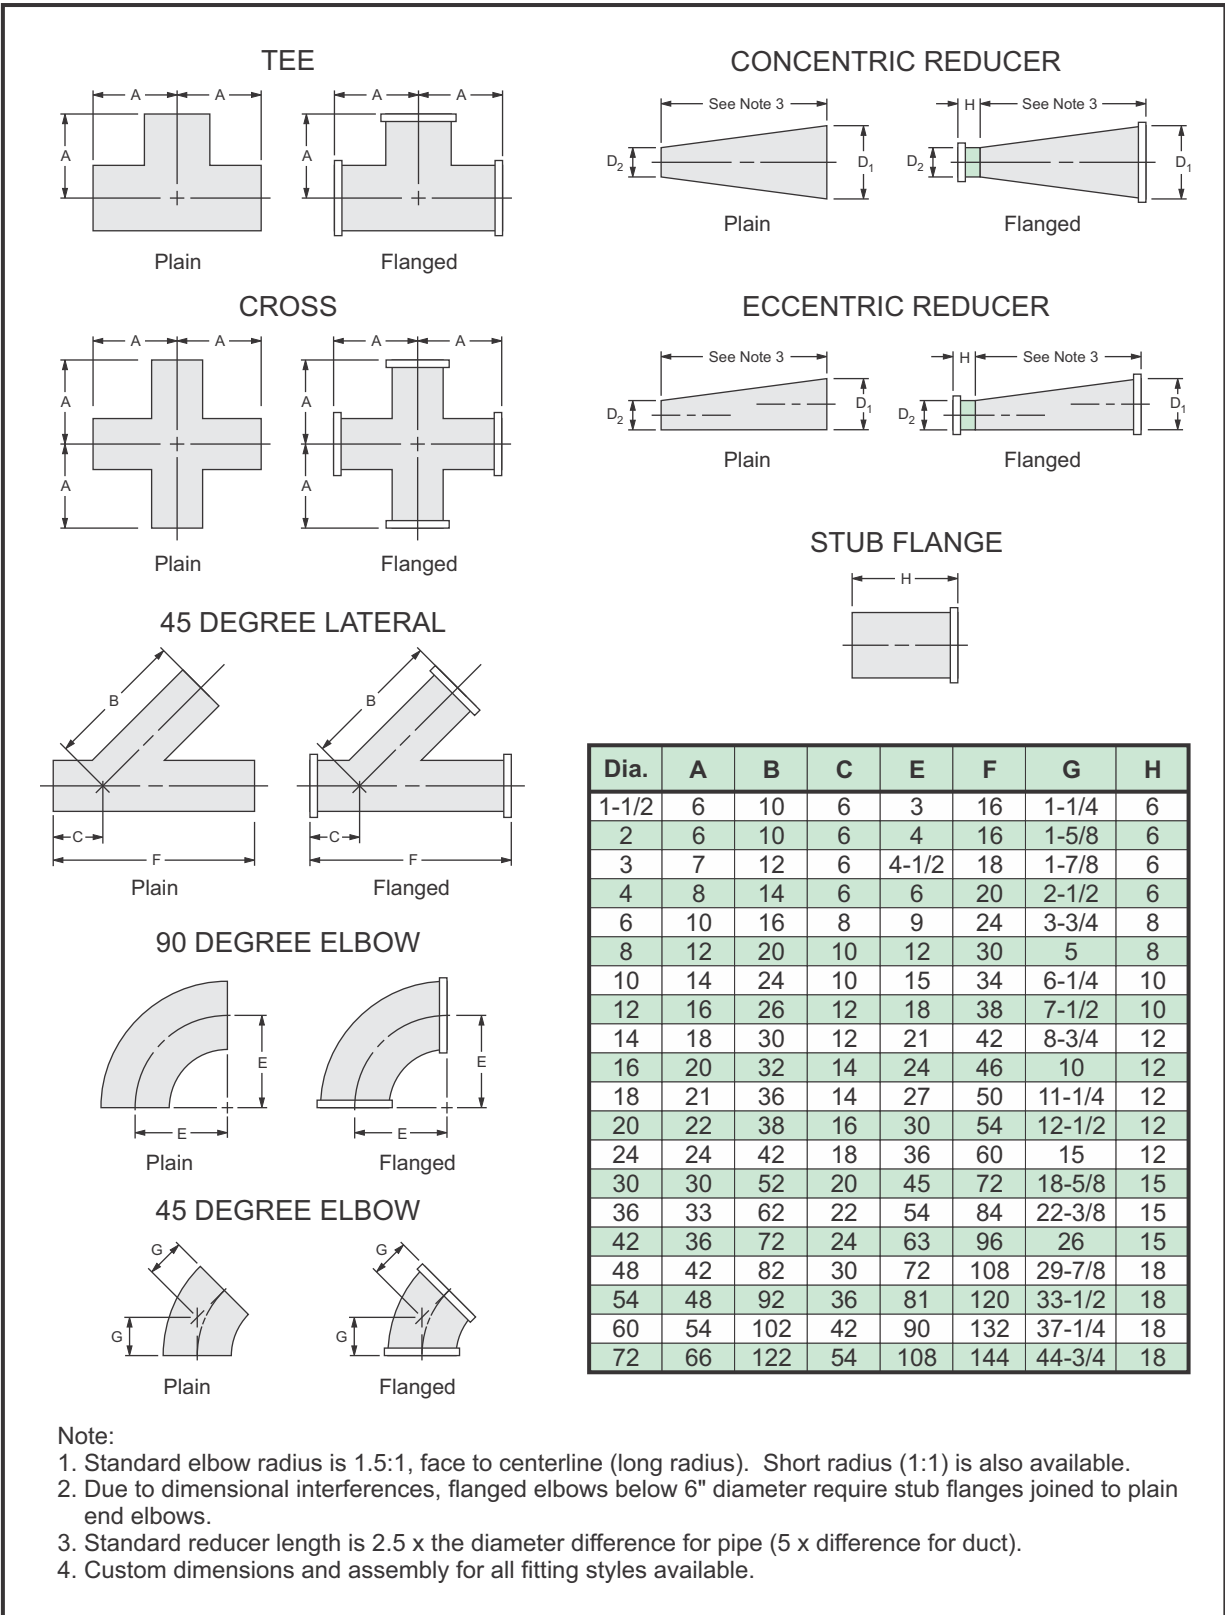 TEE
A A
A
Plain
A A
A
Flanged
CROSS
A A
A
A
Plain
A A
A
A
Flanged
45 DEGREE LATERAL
B
C
F
Plain
B
C
F
Flanged
90 DEGREE ELBOW
E
E
Plain
E
E
Flanged
45 DEGREE ELBOW
G
G
Plain
G
G
Flanged
CONCENTRIC REDUCER
See Note 3
D2 D1
Plain
H See Note 3
D2 D1
Flanged
ECCENTRIC REDUCER
See Note 3
D2 D1
Plain
H See Note 3
D2 D1
Flanged
STUB FLANGE
H
Dia. A B C E F G H
1-1/2 6 10 6 3 16 1-1/4 6
2 6 10 6 4 16 1-5/8 6
3 7 12 6 4-1/2 18 1-7/8 6
4 8 14 6 6 20 2-1/2 6
6 10 16 8 9 24 3-3/4 8
8 12 20 10 12 30 5 8
10 14 24 10 15 34 6-1/4 10
12 16 26 12 18 38 7-1/2 10
14 18 30 12 21 42 8-3/4 12
16 20 32 14 24 46 10 12
18 21 36 14 27 50 11-1/4 12
20 22 38 16 30 54 12-1/2 12
24 24 42 18 36 60 15 12
30 30 52 20 45 72 18-5/8 15
36 33 62 22 54 84 22-3/8 15
42 36 72 24 63 96 26 15
48 42 82 30 72 108 29-7/8 18
54 48 92 36 81 120 33-1/2 18
60 54 102 42 90 132 37-1/4 18
72 66 122 54 108 144 44-3/4 18
Note:
1. Standard elbow radius is 1.5:1, face to centerline (long radius). Short radius (1:1) is also available.
2. Due to dimensional interferences, flanged elbows below 6" diameter require stub flanges joined to plain
end elbows.
3. Standard reducer length is 2.5 x the diameter difference for pipe (5 x difference for duct).
4. Custom dimensions and assembly for all fitting styles available.